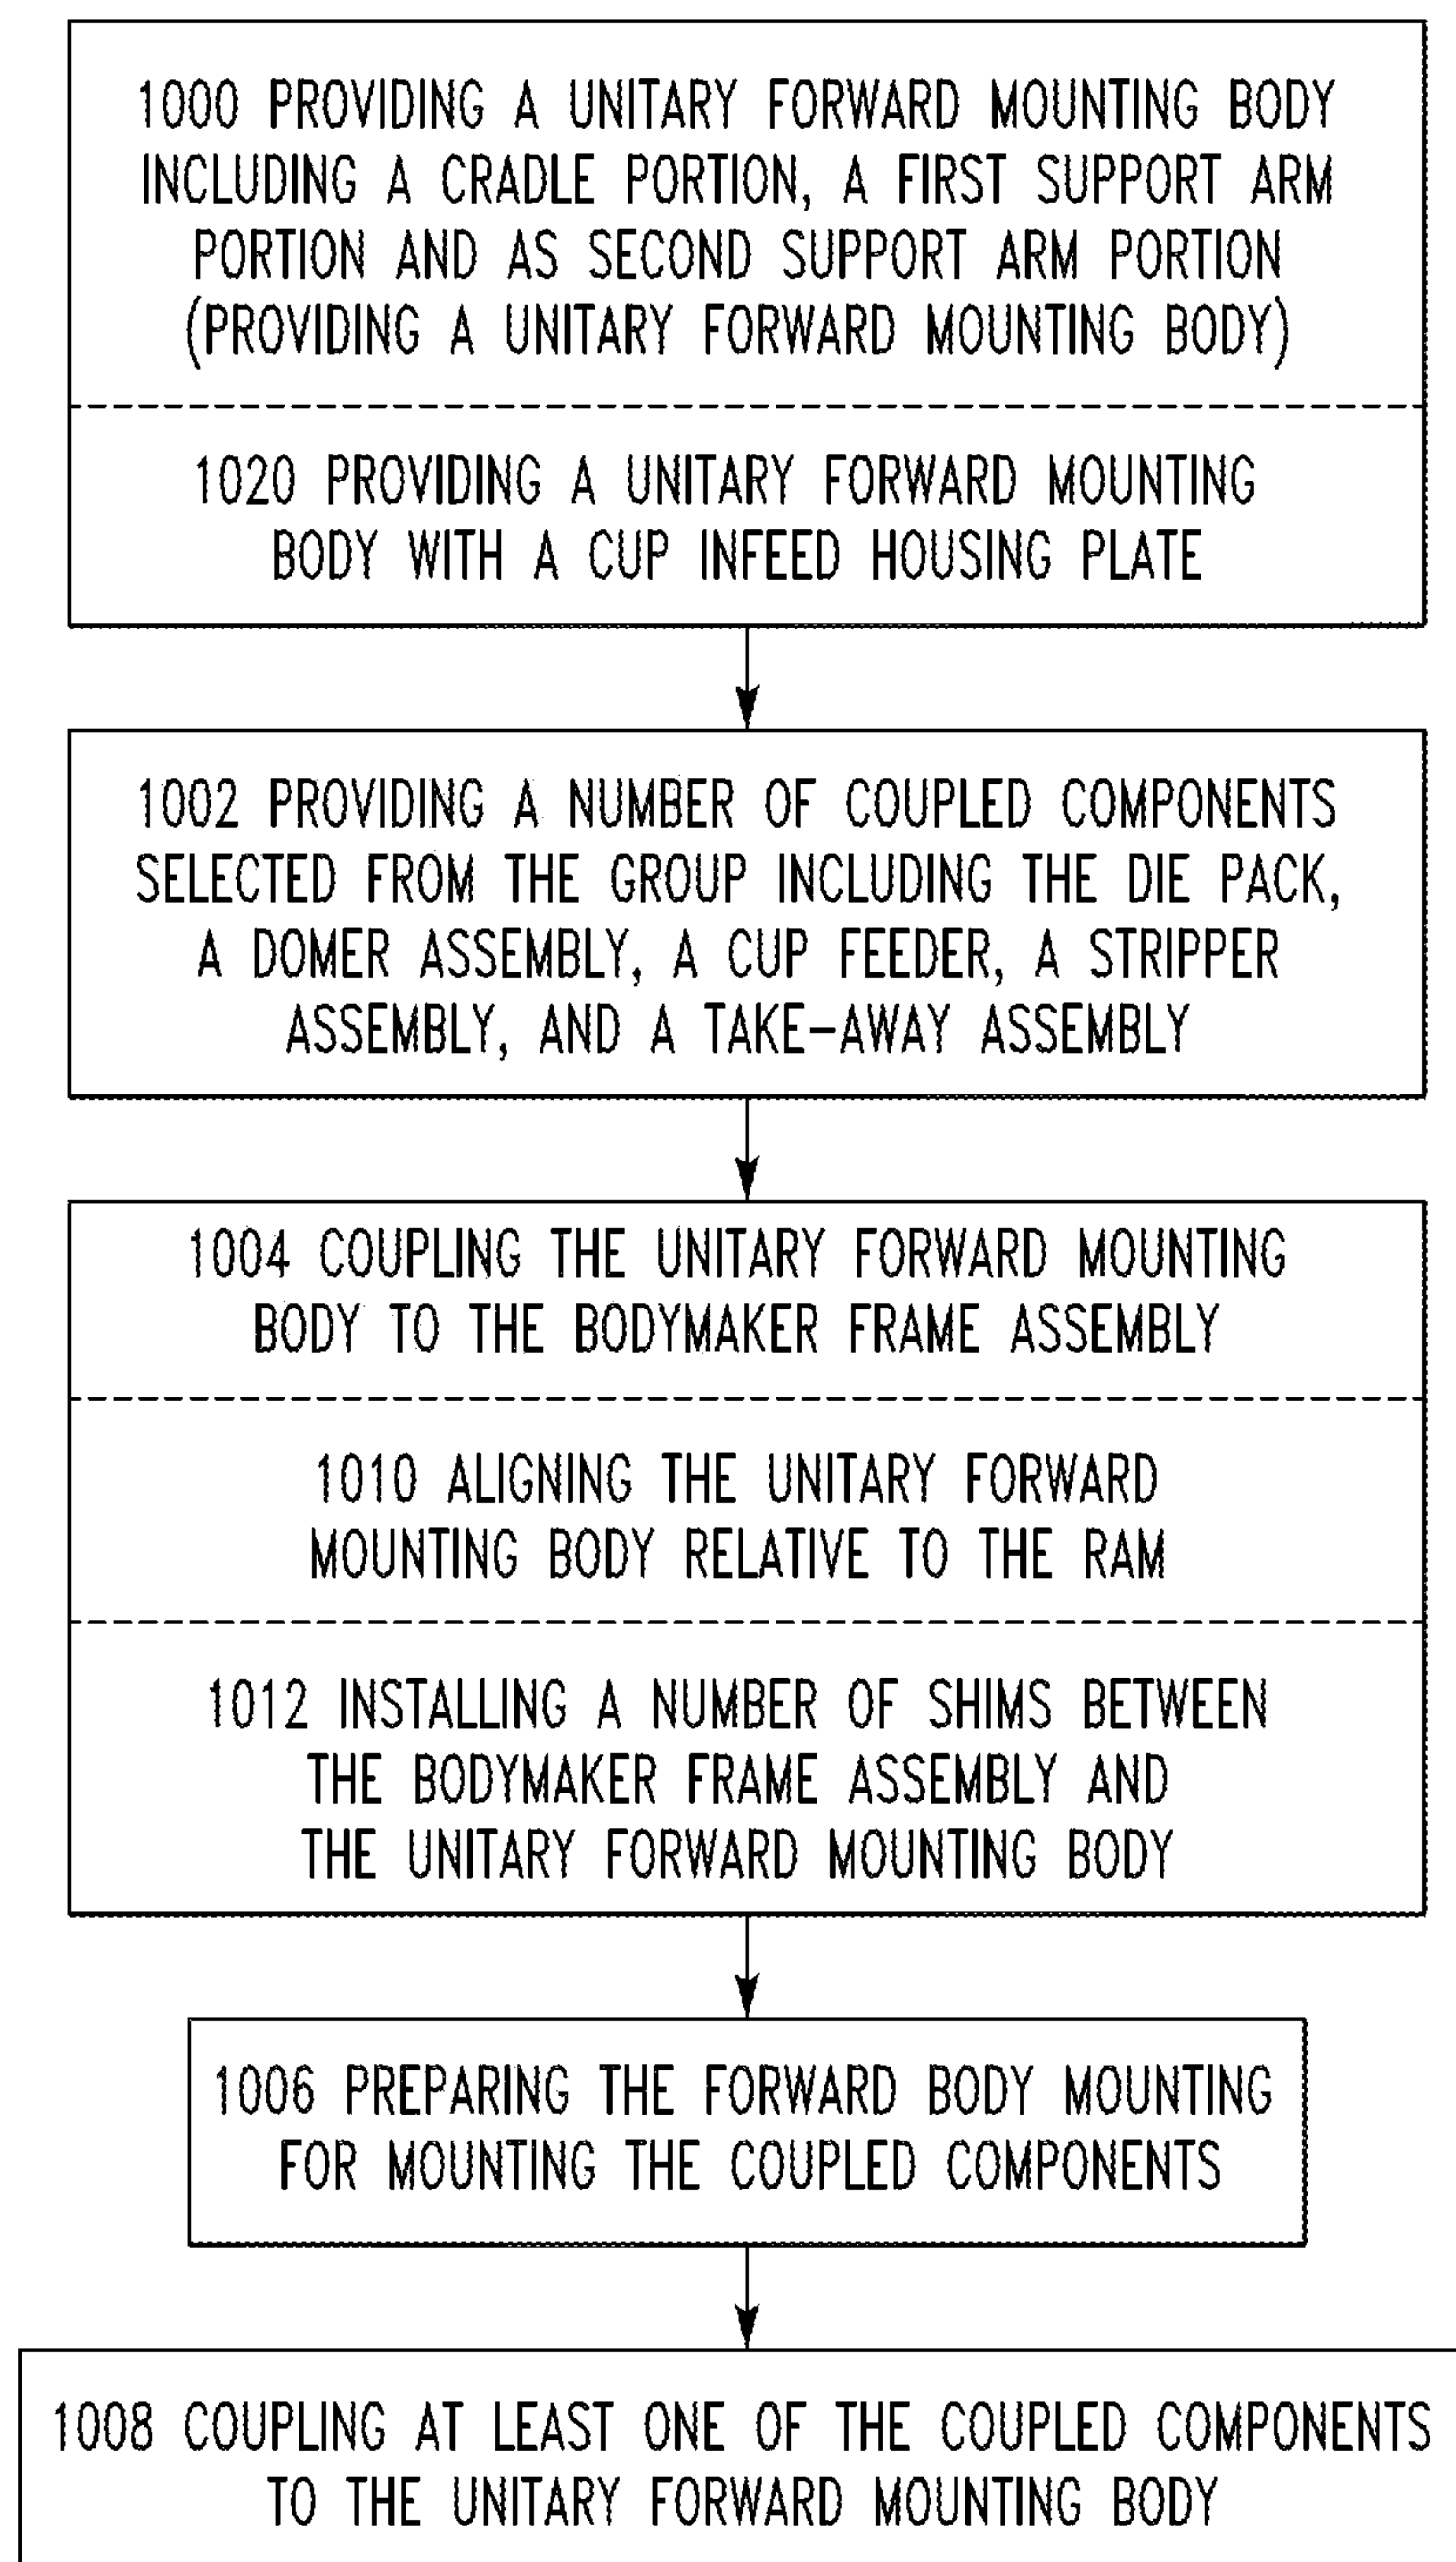 1000 PROVIDING A UNITARY FORWARD MOUNTING BODY
INCLUDING A CRADLE PORTION, A FIRST SUPPORT ARM
PORTION AND AS SECOND SUPPORT ARM PORTION
(PROVIDING A UNITARY FORWARD MOUNTING BODY)
1020 PROVIDING A UNITARY FORWARD MOUNTING
BODY WITH A CUP INFEED HOUSING PLATE
1002 PROVIDING A NUMBER OF COUPLED COMPONENTS
SELECTED FROM THE GROUP INCLUDING THE DIE PACK,
A DOMER ASSEMBLY, A CUP FEEDER, A STRIPPER
ASSEMBLY, AND A TAKE-AWAY ASSEMBLY
1004 COUPLING THE UNITARY FORWARD MOUNTING
BODY TO THE BODYMAKER FRAME ASSEMBLY
1010 ALIGNING THE UNITARY FORWARD
MOUNTING BODY RELATIVE TO THE RAM
1012 INSTALLING A NUMBER OF SHIMS BETWEEN
THE BODYMAKER FRAME ASSEMBLY AND
THE UNITARY FORWARD MOUNTING BODY
1006 PREPARING THE FORWARD BODY MOUNTING
FOR MOUNTING THE COUPLED COMPONENTS
1008 COUPLING AT LEAST ONE OF THE COUPLED COMPONENTS
TO THE UNITARY FORWARD MOUNTING BODY